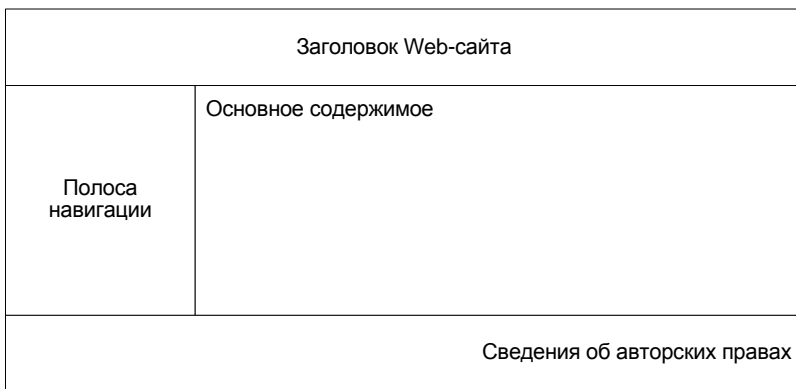 Заголовок Web-сайта
Основное содержимое
Полоса
навигации
Сведения об авторских правах